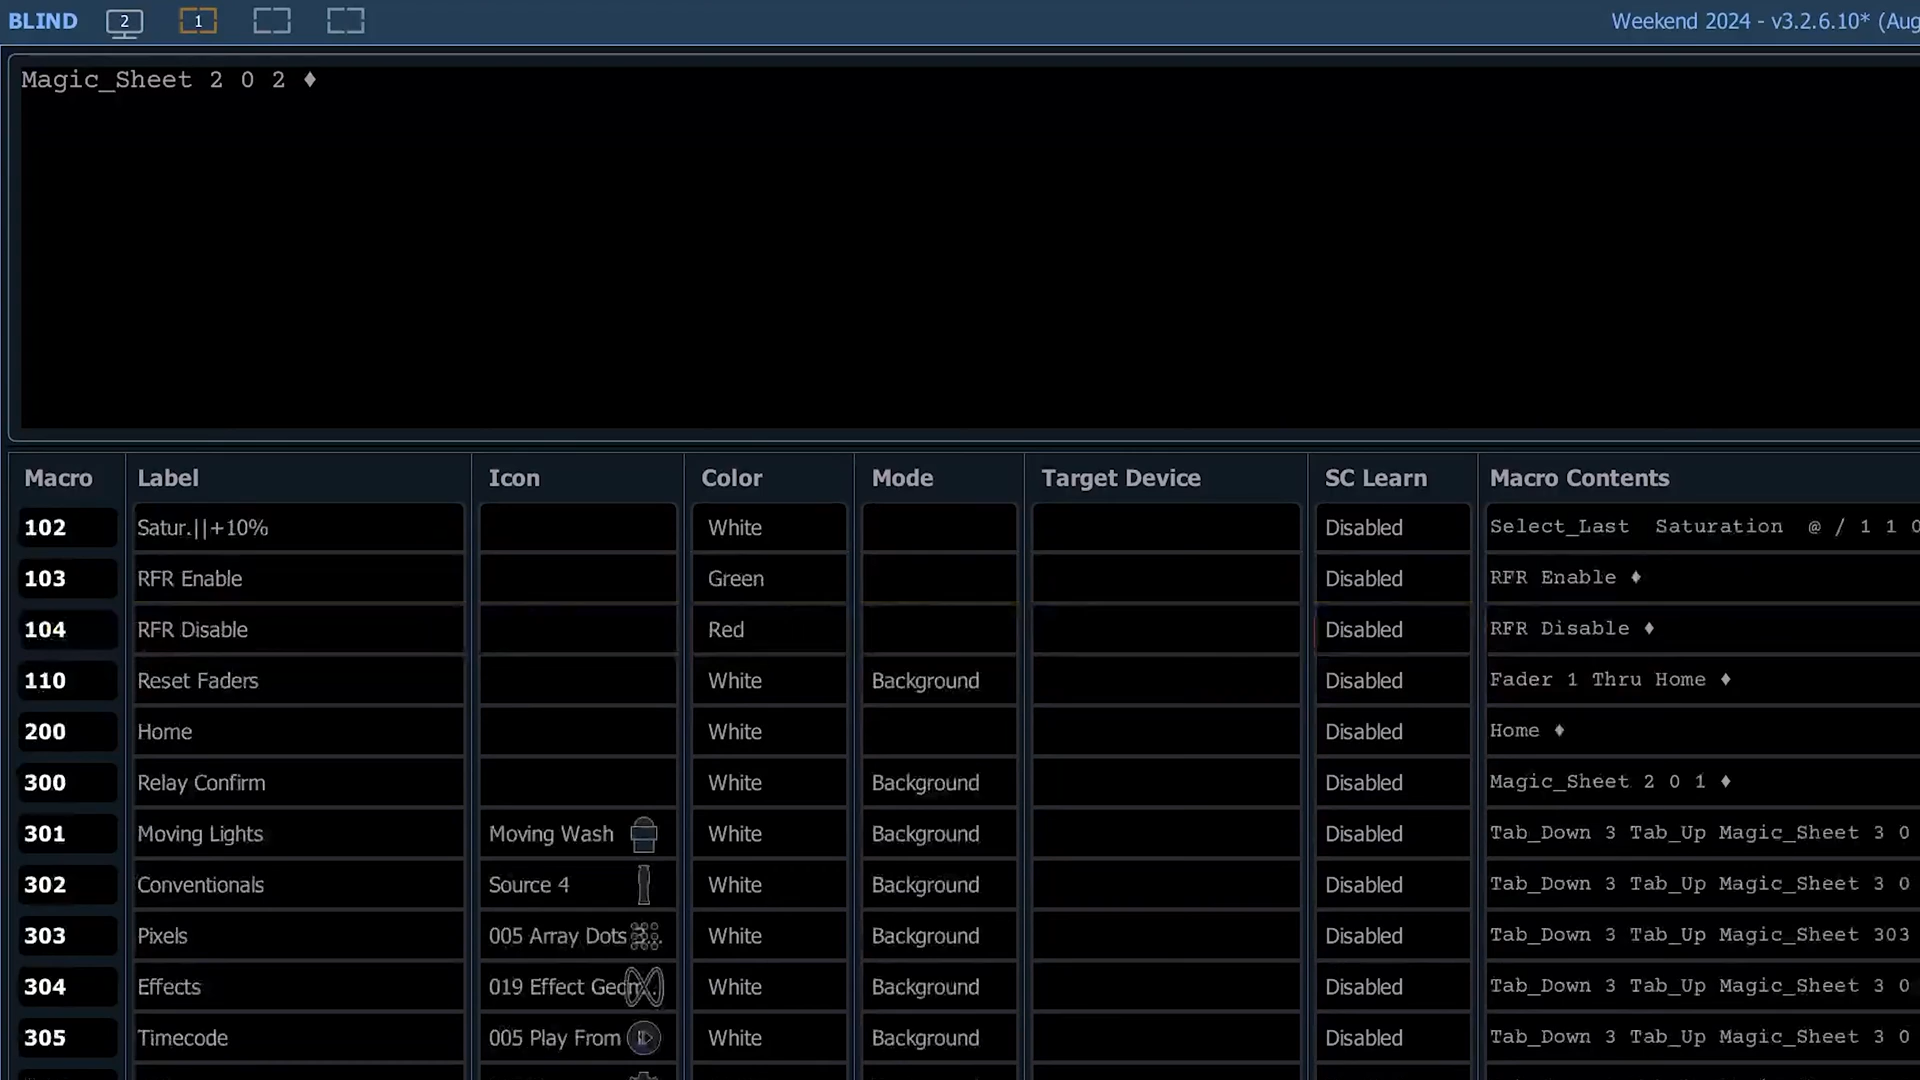 BLIND 2 1 Weekend 2024 - v3.2.6.10* (Aug
Magic_Sheet 2 0 2 ♦
Macro Label Icon Color Mode Target Device SC Learn Macro Contents
102 Satur.||+10% White Disabled Select_Last Saturation @ / 1 1 0
103 RFR Enable Green Disabled RFR Enable ♦
104 RFR Disable Red Disabled RFR Disable ♦
110 Reset Faders White Background Disabled Fader 1 Thru Home ♦
200 Home White Disabled Home ♦
300 Relay Confirm White Background Disabled Magic_Sheet 2 0 1 ♦
301 Moving Lights Moving Wash White Background Disabled Tab_Down 3 Tab_Up Magic_Sheet 3 0
302 Conventionals Source 4 White Background Disabled Tab_Down 3 Tab_Up Magic_Sheet 3 0
303 Pixels 005 Array Dots White Background Disabled Tab_Down 3 Tab_Up Magic_Sheet 303
304 Effects 019 Effect White Background Disabled Tab_Down 3 Tab_Up Magic_Sheet 3 0
305 Timecode 005 Play From White Background Disabled Tab_Down 3 Tab_Up Magic_Sheet 3 0